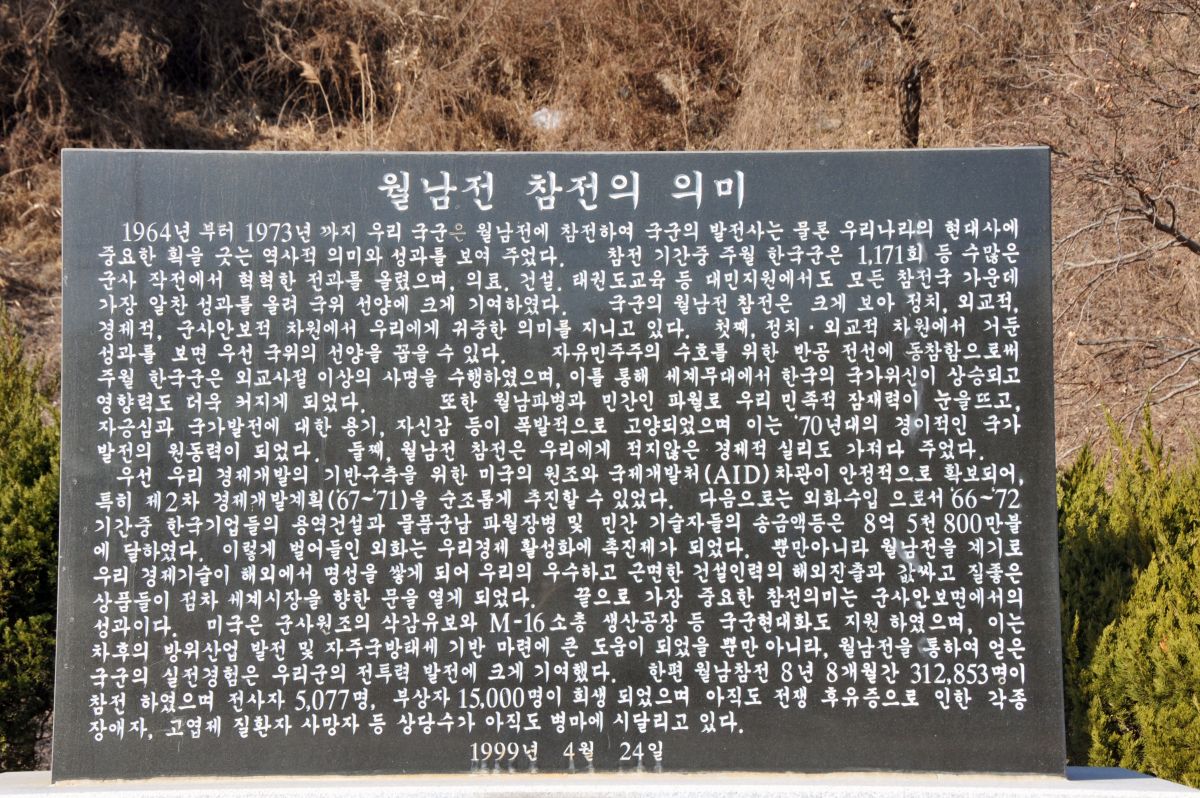 월남전 참전의 의미
1964년 부터 1973년 까지 우리 국군은 월남전에 참전하여 국군의 발전사는 물론 우리나라의 현대사에
중요한 획을 긋는 역사적 의미와 성과를 보여 주었다. 참전 기간중 주월 한국군은 1,171회 등 수많은
군사 작전에서 혁혁한 전과를 올렸으며, 의료. 건설. 태권도교육 등 대민지원에서도 모든 참전국 가운데
가장 알찬 성과를 올려 국위 선양에 크게 기여하였다. 국군의 월남전 참전은 크게 보아 정치, 외교적,
경제적, 군사안보적 차원에서 우리에게 귀중한 의미를 지니고 있다. 첫째, 정치·외교적 차원에서 거둔
성과를 보면 우선 국위의 선양을 꼽을 수 있다. 자유민주주의 수호를 위한 반공 전선에 동참함으로써
주월 한국군은 외교사절 이상의 사명을 수행하였으며, 이를 통해 세계무대에서 한국의 국가위신이 상승되고
영향력도 더욱 커지게 되었다. 또한 월남파병과 민간인 파월로 우리 민족적 잠재력이 눈을뜨고,
자긍심과 국가발전에 대한 용기, 자신감 등이 폭발적으로 고양되었으며 이는 '70년대의 경이적인 국가
발전의 원동력이 되었다. 둘째, 월남전 참전은 우리에게 적지않은 경제적 실리도 가져다 주었다.
우선 우리 경제개발의 기반구축을 위한 미국의 원조와 국제개발처(AID)차관이 안정적으로 확보되어,
특히 제2차 경제개발계획('67~'71)을 순조롭게 추진할 수 있었다. 다음으로는 외화수입 으로서 '66~'72
기간중 한국기업들의 용역건설과 물품군납 파월장병 및 민간 기술자들의 송금액등은 8억 5천 800만불
에 달하였다. 이렇게 벌어들인 외화는 우리경제 활성화에 촉진제가 되었다. 뿐만아니라 월남전을 계기로
우리 경제기술이 해외에서 명성을 쌓게 되어 우리의 우수하고 근면한 건설인력의 해외진출과 값싸고 질좋은
상품들이 점차 세계시장을 향한 문을 열게 되었다. 끝으로 가장 중요한 참전의미는 군사안보면에서의
성과이다. 미국은 군사원조의 삭감유보와 M-16소총 생산공장 등 국군현대화도 지원 하였으며, 이는
차후의 방위산업 발전 및 자주국방태세 기반 마련에 큰 도움이 되었을 뿐만 아니라, 월남전을 통하여 얻은
국군의 실전경험은 우리군의 전투력 발전에 크게 기여했다. 한편 월남참전 8년 8개월간 312,853명이
참전 하였으며 전사자 5,077명, 부상자 15,000명이 희생 되었으며 아직도 전쟁 후유증으로 인한 각종
장애자, 고엽제 질환자 사망자 등 상당수가 아직도 병마에 시달리고 있다.
1999년 4월 24일